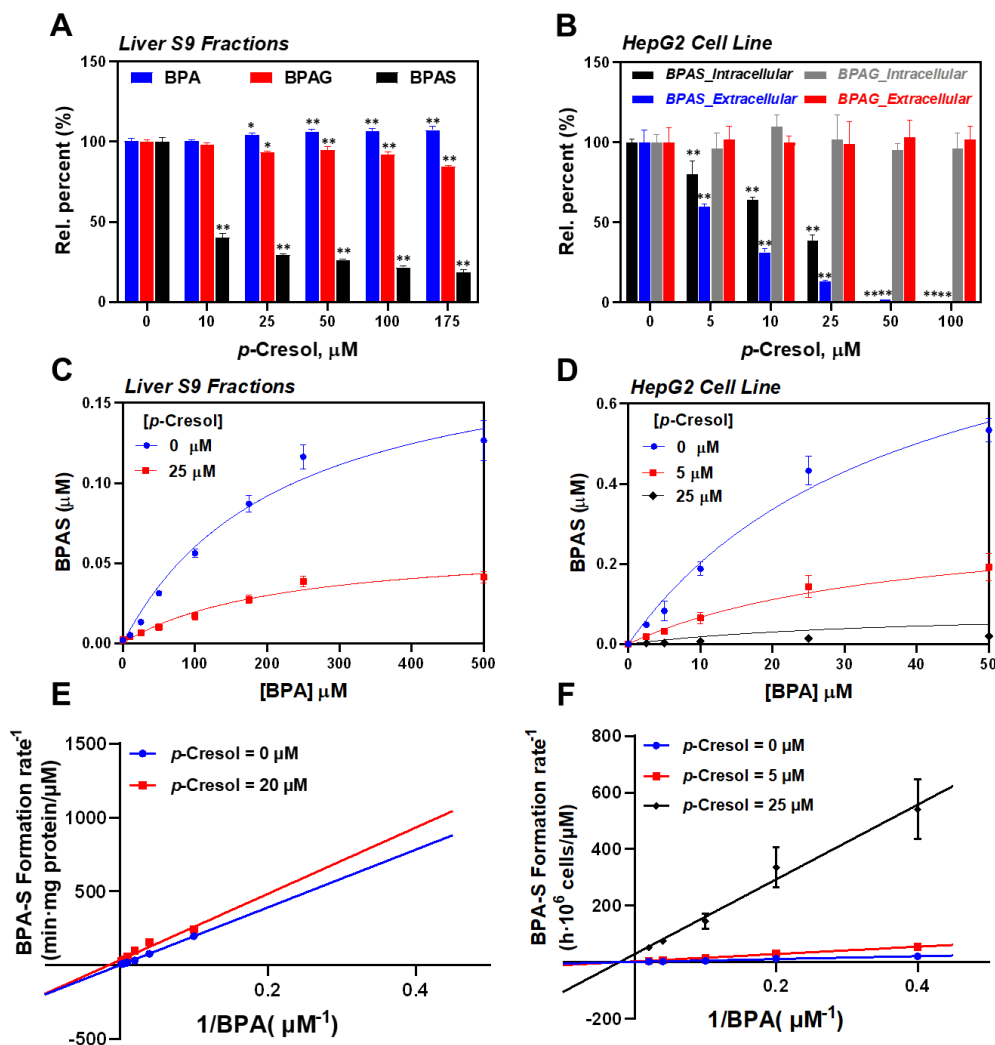 A
Liver S9 Fractions
BPA
BPAG
BPAS
Rel. percent (%)
150
100
50
0
* ** ** **
* ** ** **
** ** ** ** **
0 10 25 50 100 175
p-Cresol, μM
B
HepG2 Cell Line
BPAS_Intracellular
BPAG_Intracellular
BPAS_Extracellular
BPAG_Extracellular
Rel. percent (%)
150
100
50
0
** ** **
** ** **
**** ****
0 5 10 25 50 100
p-Cresol, μM
C
Liver S9 Fractions
[p-Cresol]
0 μM
25 μM
BPAS (μM)
0.15
0.10
0.05
0.00
0 100 200 300 400 500
[BPA] μM
D
HepG2 Cell Line
[p-Cresol]
0 μM
5 μM
25 μM
BPAS (μM)
0.6
0.4
0.2
0.0
0 10 20 30 40 50
[BPA] μM
E
p-Cresol = 0 μM
p-Cresol = 20 μM
BPA-S Formation rate-1
(min·mg protein/μM)
1500
1000
500
-500
0.2 0.4
1/BPA( μM-1)
F
p-Cresol = 0 μM
p-Cresol = 5 μM
p-Cresol = 25 μM
BPA-S Formation rate-1
(h·106 cells/μM)
800
600
400
200
-200
0.2 0.4
1/BPA( μM-1)